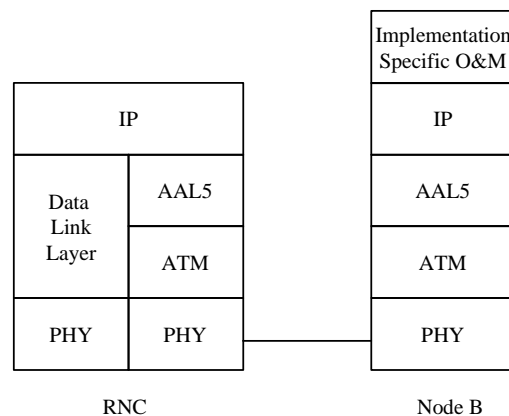 Implementation
Specific O&M
IP
IP
Data
Link
Layer
AAL5
AAL5
ATM
ATM
PHY
PHY
PHY
RNC
Node B